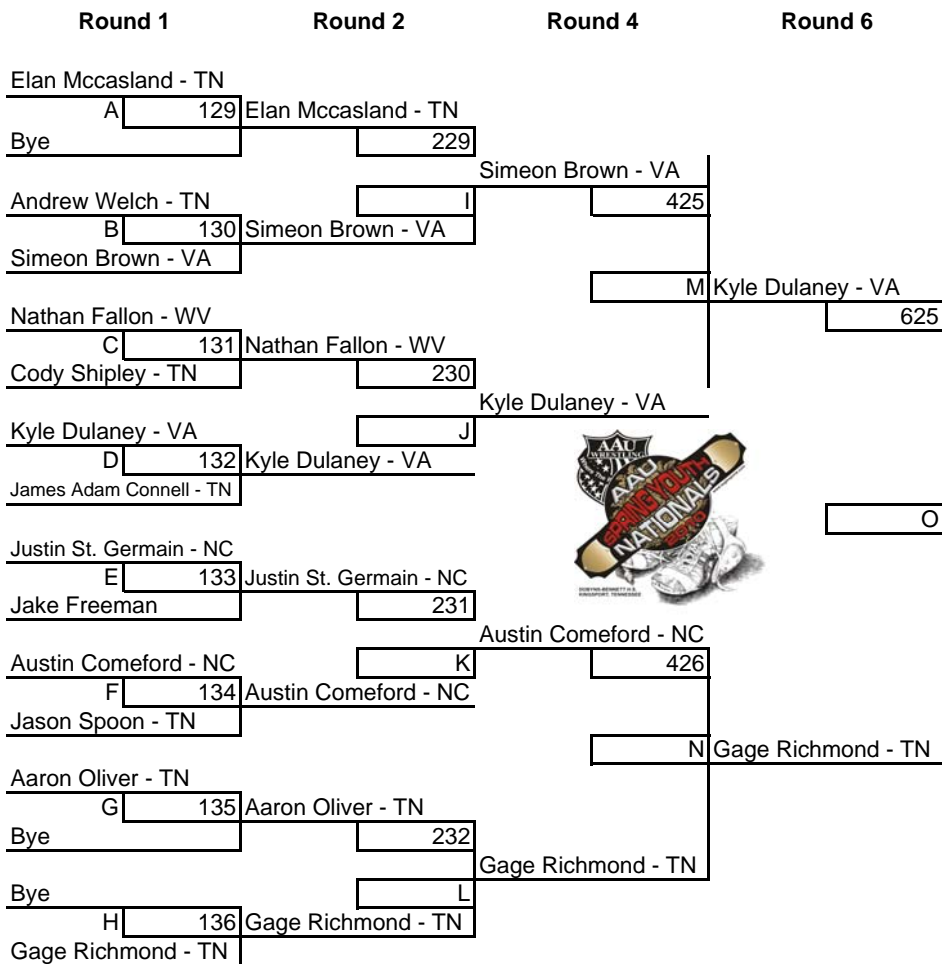 Round 1 Round 2 Round 4 Round 6
Elan Mccasland - TN
A 129 Elan Mccasland - TN
Bye 229
Simeon Brown - VA
Andrew Welch - TN I 425
B 130 Simeon Brown - VA
Simeon Brown - VA
M Kyle Dulaney - VA
Nathan Fallon - WV 625
C 131 Nathan Fallon - WV
Cody Shipley - TN 230
Kyle Dulaney - VA
Kyle Dulaney - VA J
D 132 Kyle Dulaney - VA
James Adam Connell - TN
AAU
WRESTLING
AAU
SPRING YOUTH
NATIONALS
2010
O
Justin St. Germain - NC
E 133 Justin St. Germain - NC
Jake Freeman 231
DOBYNS-BENNETT H.S.
KINGSPORT, TENNESSEE
Austin Comeford - NC
Austin Comeford - NC K 426
F 134 Austin Comeford - NC
Jason Spoon - TN
N Gage Richmond - TN
Aaron Oliver - TN
G 135 Aaron Oliver - TN
Bye 232
Gage Richmond - TN
Bye L
H 136 Gage Richmond - TN
Gage Richmond - TN